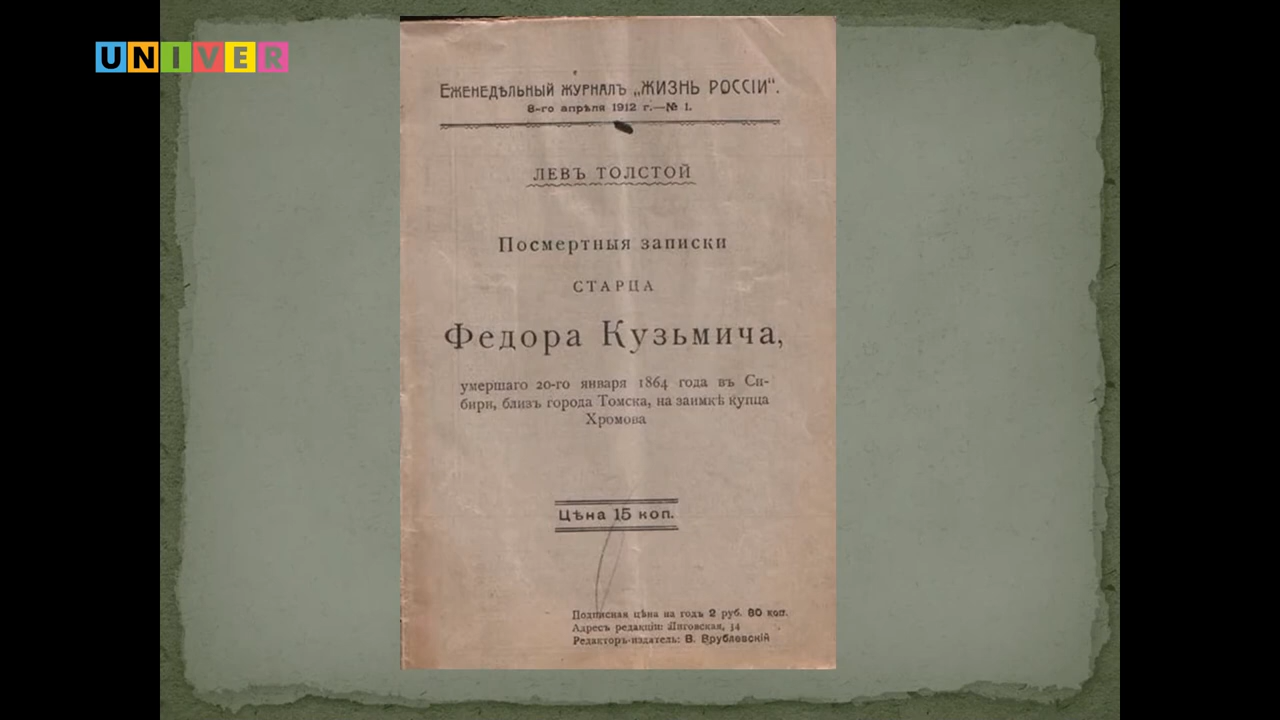 UNIVER
Еженедѣльный журналъ „ЖИЗНЬ РОССІИ“.
8-го апрѣля 1912 г.—№ 1.
ЛЕВЪ ТОЛСТОЙ
Посмертныя записки
СТАРЦА
Федора Кузьмича,
умершаго 20-го января 1864 года въ Си-
бири, близъ города Томска, на заимкѣ купца
Хромова
Цѣна 15 коп.
Подписная цѣна на годъ 2 руб. 80 коп.
Адресъ редакціи: Лиговская, 34
Редакторъ-издатель: В. Врублевскій